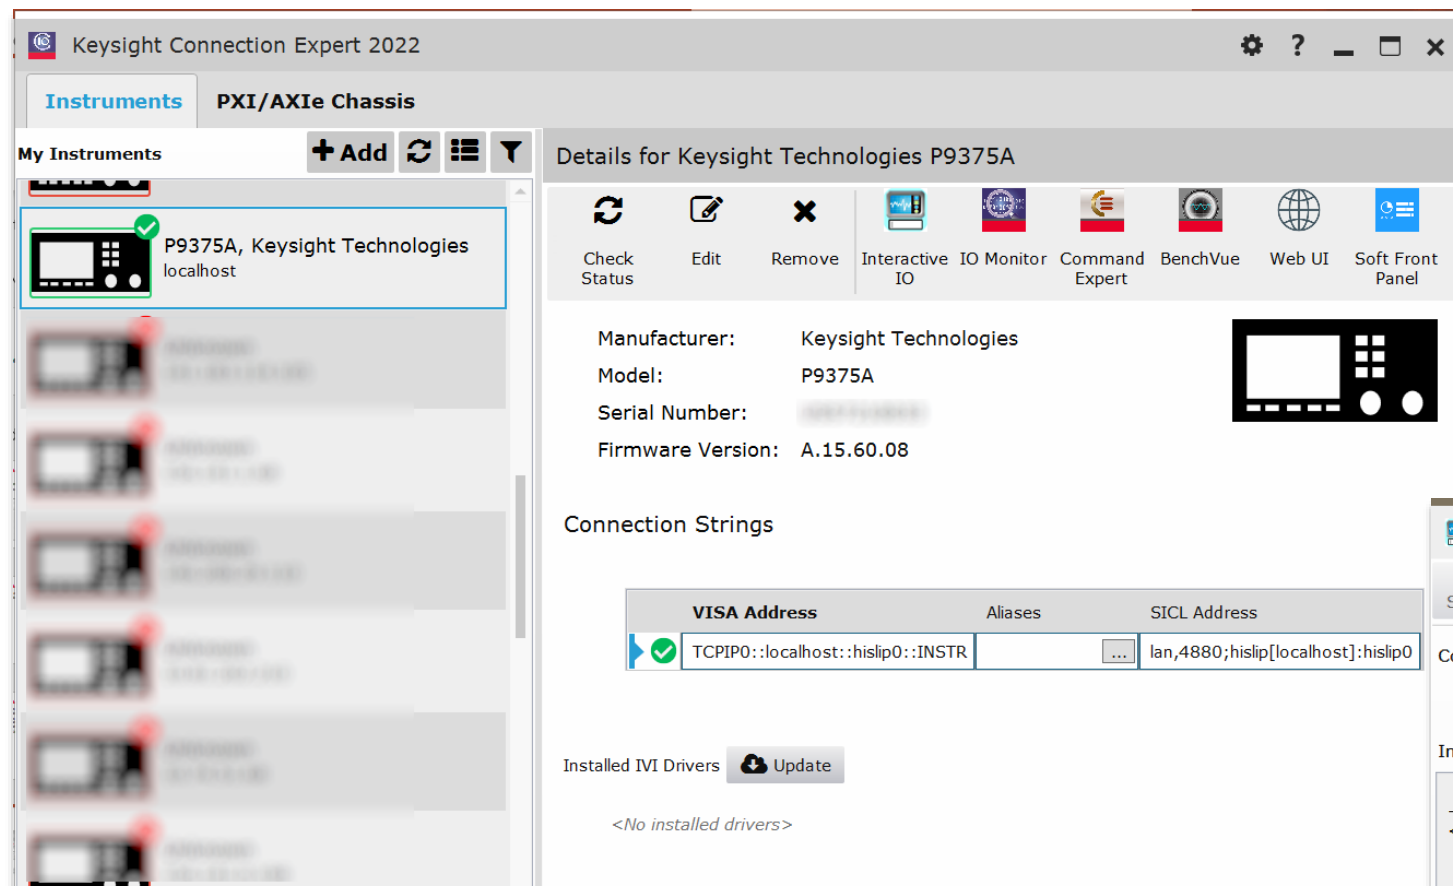 Keysight Connection Expert 2022
?
Instruments
PXI/AXIe Chassis
My Instruments
Add
Details for Keysight Technologies P9375A
P9375A, Keysight Technologies
localhost
Check
Status
Edit
Remove
Interactive
IO
IO Monitor
Command
Expert
BenchVue
Web UI
Soft Front
Panel
Manufacturer: Keysight Technologies
Model: P9375A
Serial Number:
Firmware Version: A.15.60.08
Connection Strings
VISA Address Aliases SICL Address
TCPIP0::localhost::hislip0::INSTR ... lan,4880;hislip[localhost]:hislip0
Installed IVI Drivers Update
<No installed drivers>